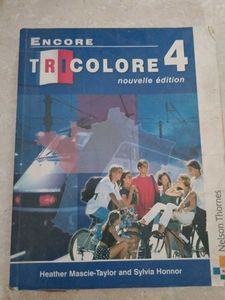 ENCORE
TRICOLORE 4
nouvelle édition
Heather Mascie-Taylor and Sylvia Honnor
Nelson Thornes